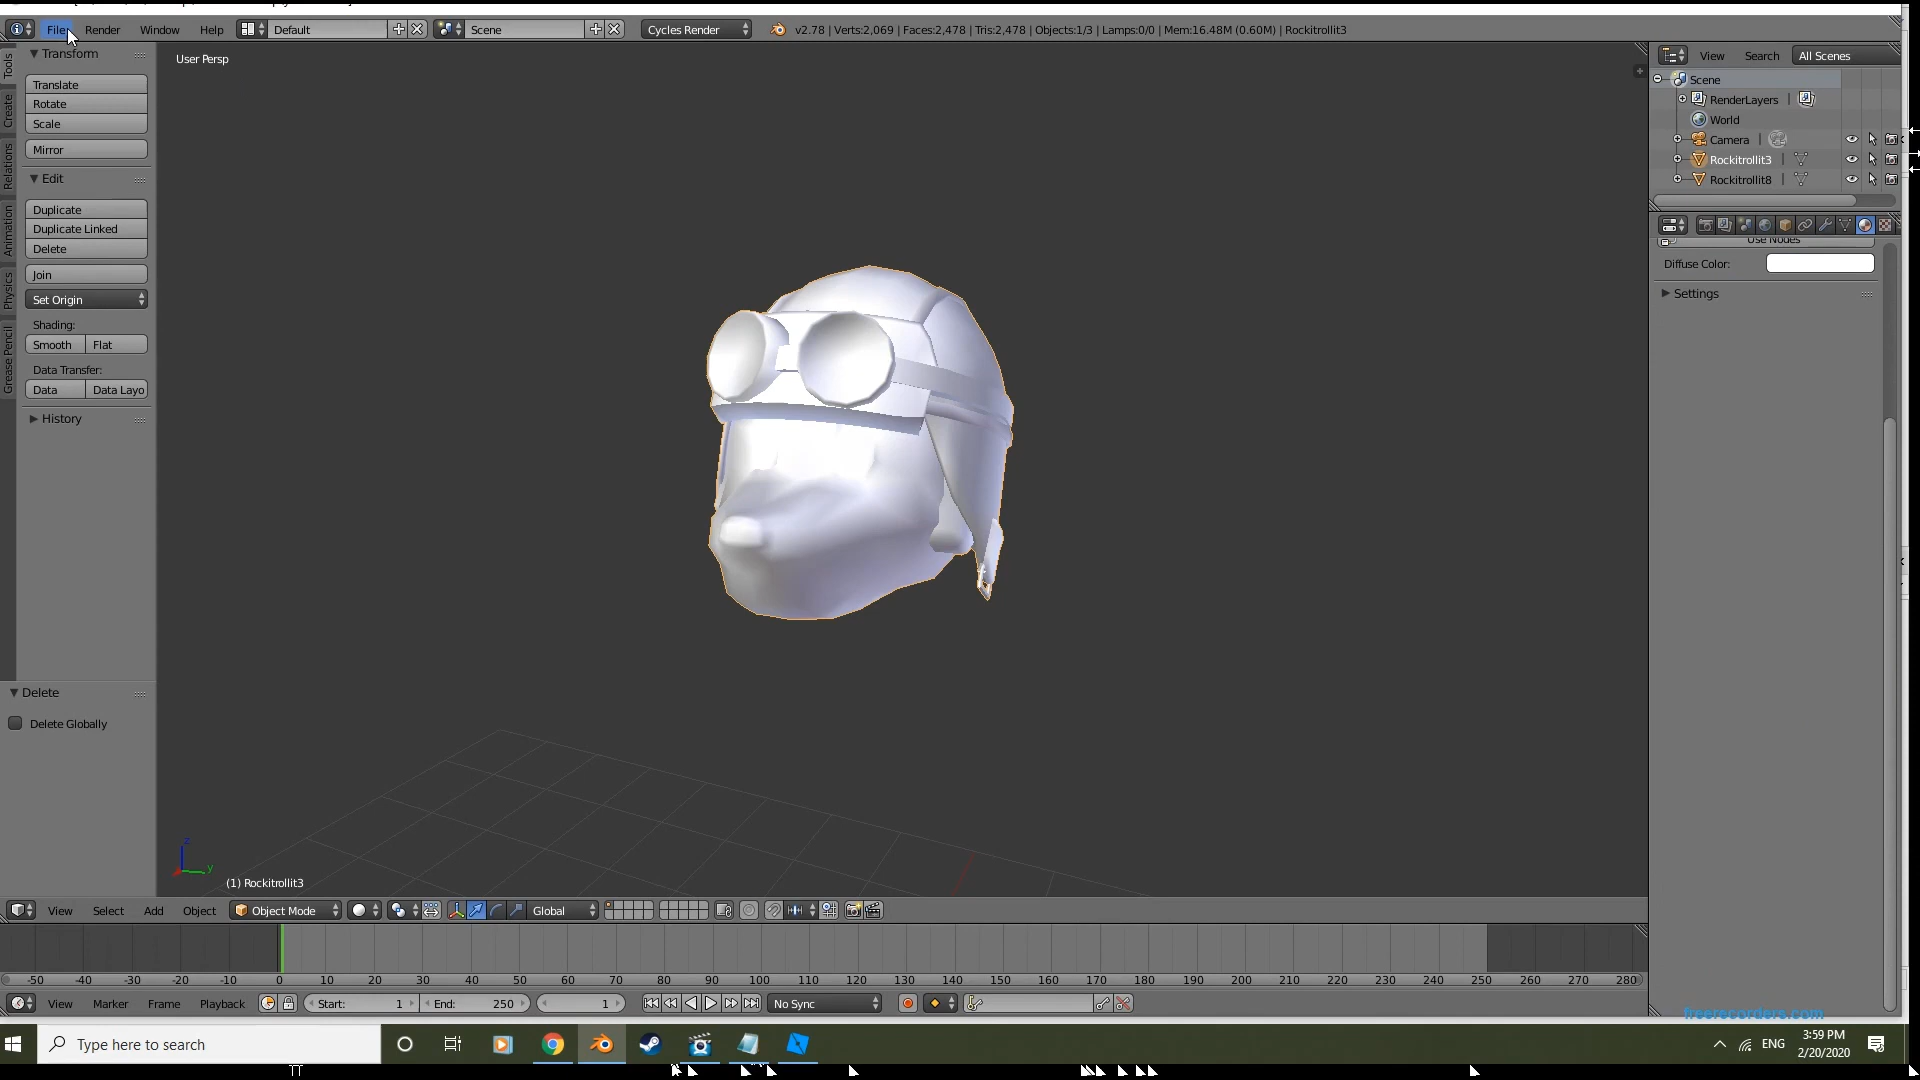 File Render Window Help Default Scene Cycles Render v2.78 | Verts:2,069 | Faces:2,478 | Tris:2,478 | Objects:1/3 | Lamps:0/0 | Mem:16.48M (0.60M) | Rockitrollit3
Tools
Create
Relations
Animation
Physics
Grease Pencil
Transform
Translate
Rotate
Scale
Mirror
Edit
Duplicate
Duplicate Linked
Delete
Join
Set Origin
Shading:
Smooth Flat
Data Transfer:
Data Data Layo
History
Delete
Delete Globally
User Persp
z
y
(1) Rockitrollit3
View Search All Scenes
Scene
RenderLayers
World
Camera
Rockitrollit3
Rockitrollit8
Use Nodes
Diffuse Color:
Settings
View Select Add Object Object Mode Global
-50 -40 -30 -20 -10 0 10 20 30 40 50 60 70 80 90 100 110 120 130 140 150 160 170 180 190 200 210 220 230 240 250 260 270 280
View Marker Frame Playback Start: 1 End: 250 1 No Sync
freerecorders.com
Type here to search
ENG
3:59 PM
2/20/2020